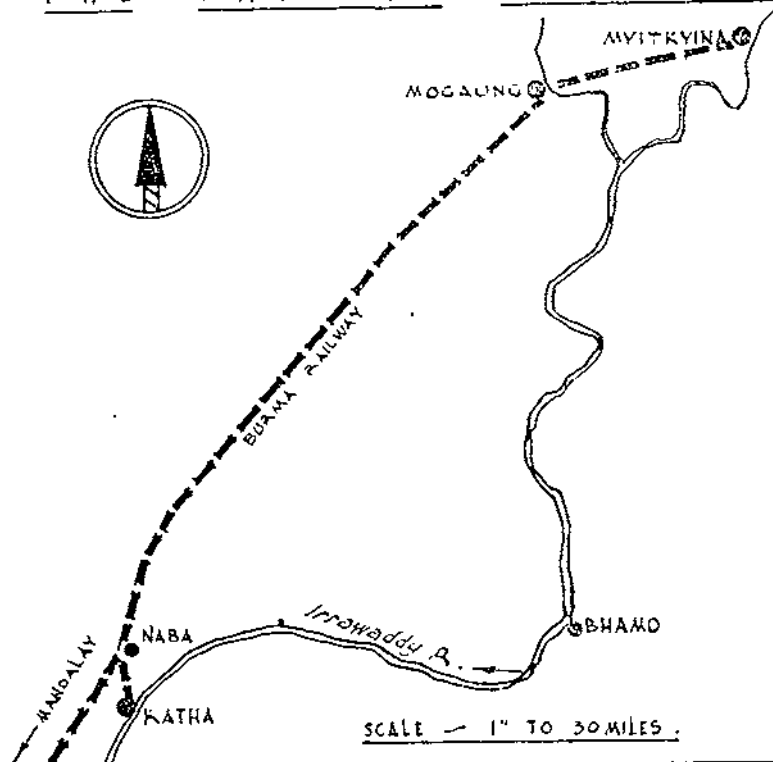 MYITKYINA
MOGAUNG
BURMA RAILWAY
Irrawaddy R.
BHAMO
NABA
MANDALAY
KATHA
SCALE - 1" TO 30 MILES.